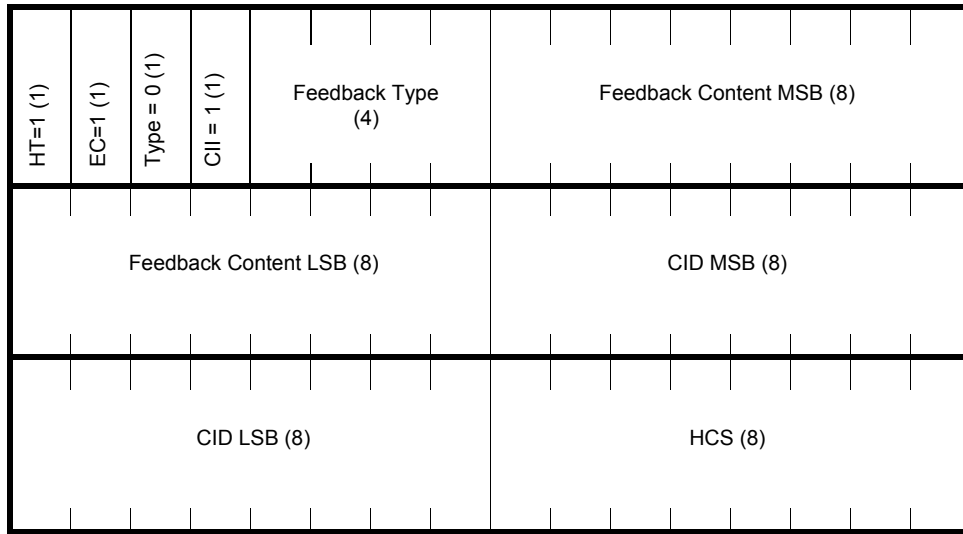 HT=1 (1)
EC=1 (1)
Type = 0 (1)
CII = 1 (1)
Feedback Type
(4)
Feedback Content MSB (8)
Feedback Content LSB (8)
CID MSB (8)
CID LSB (8)
HCS (8)